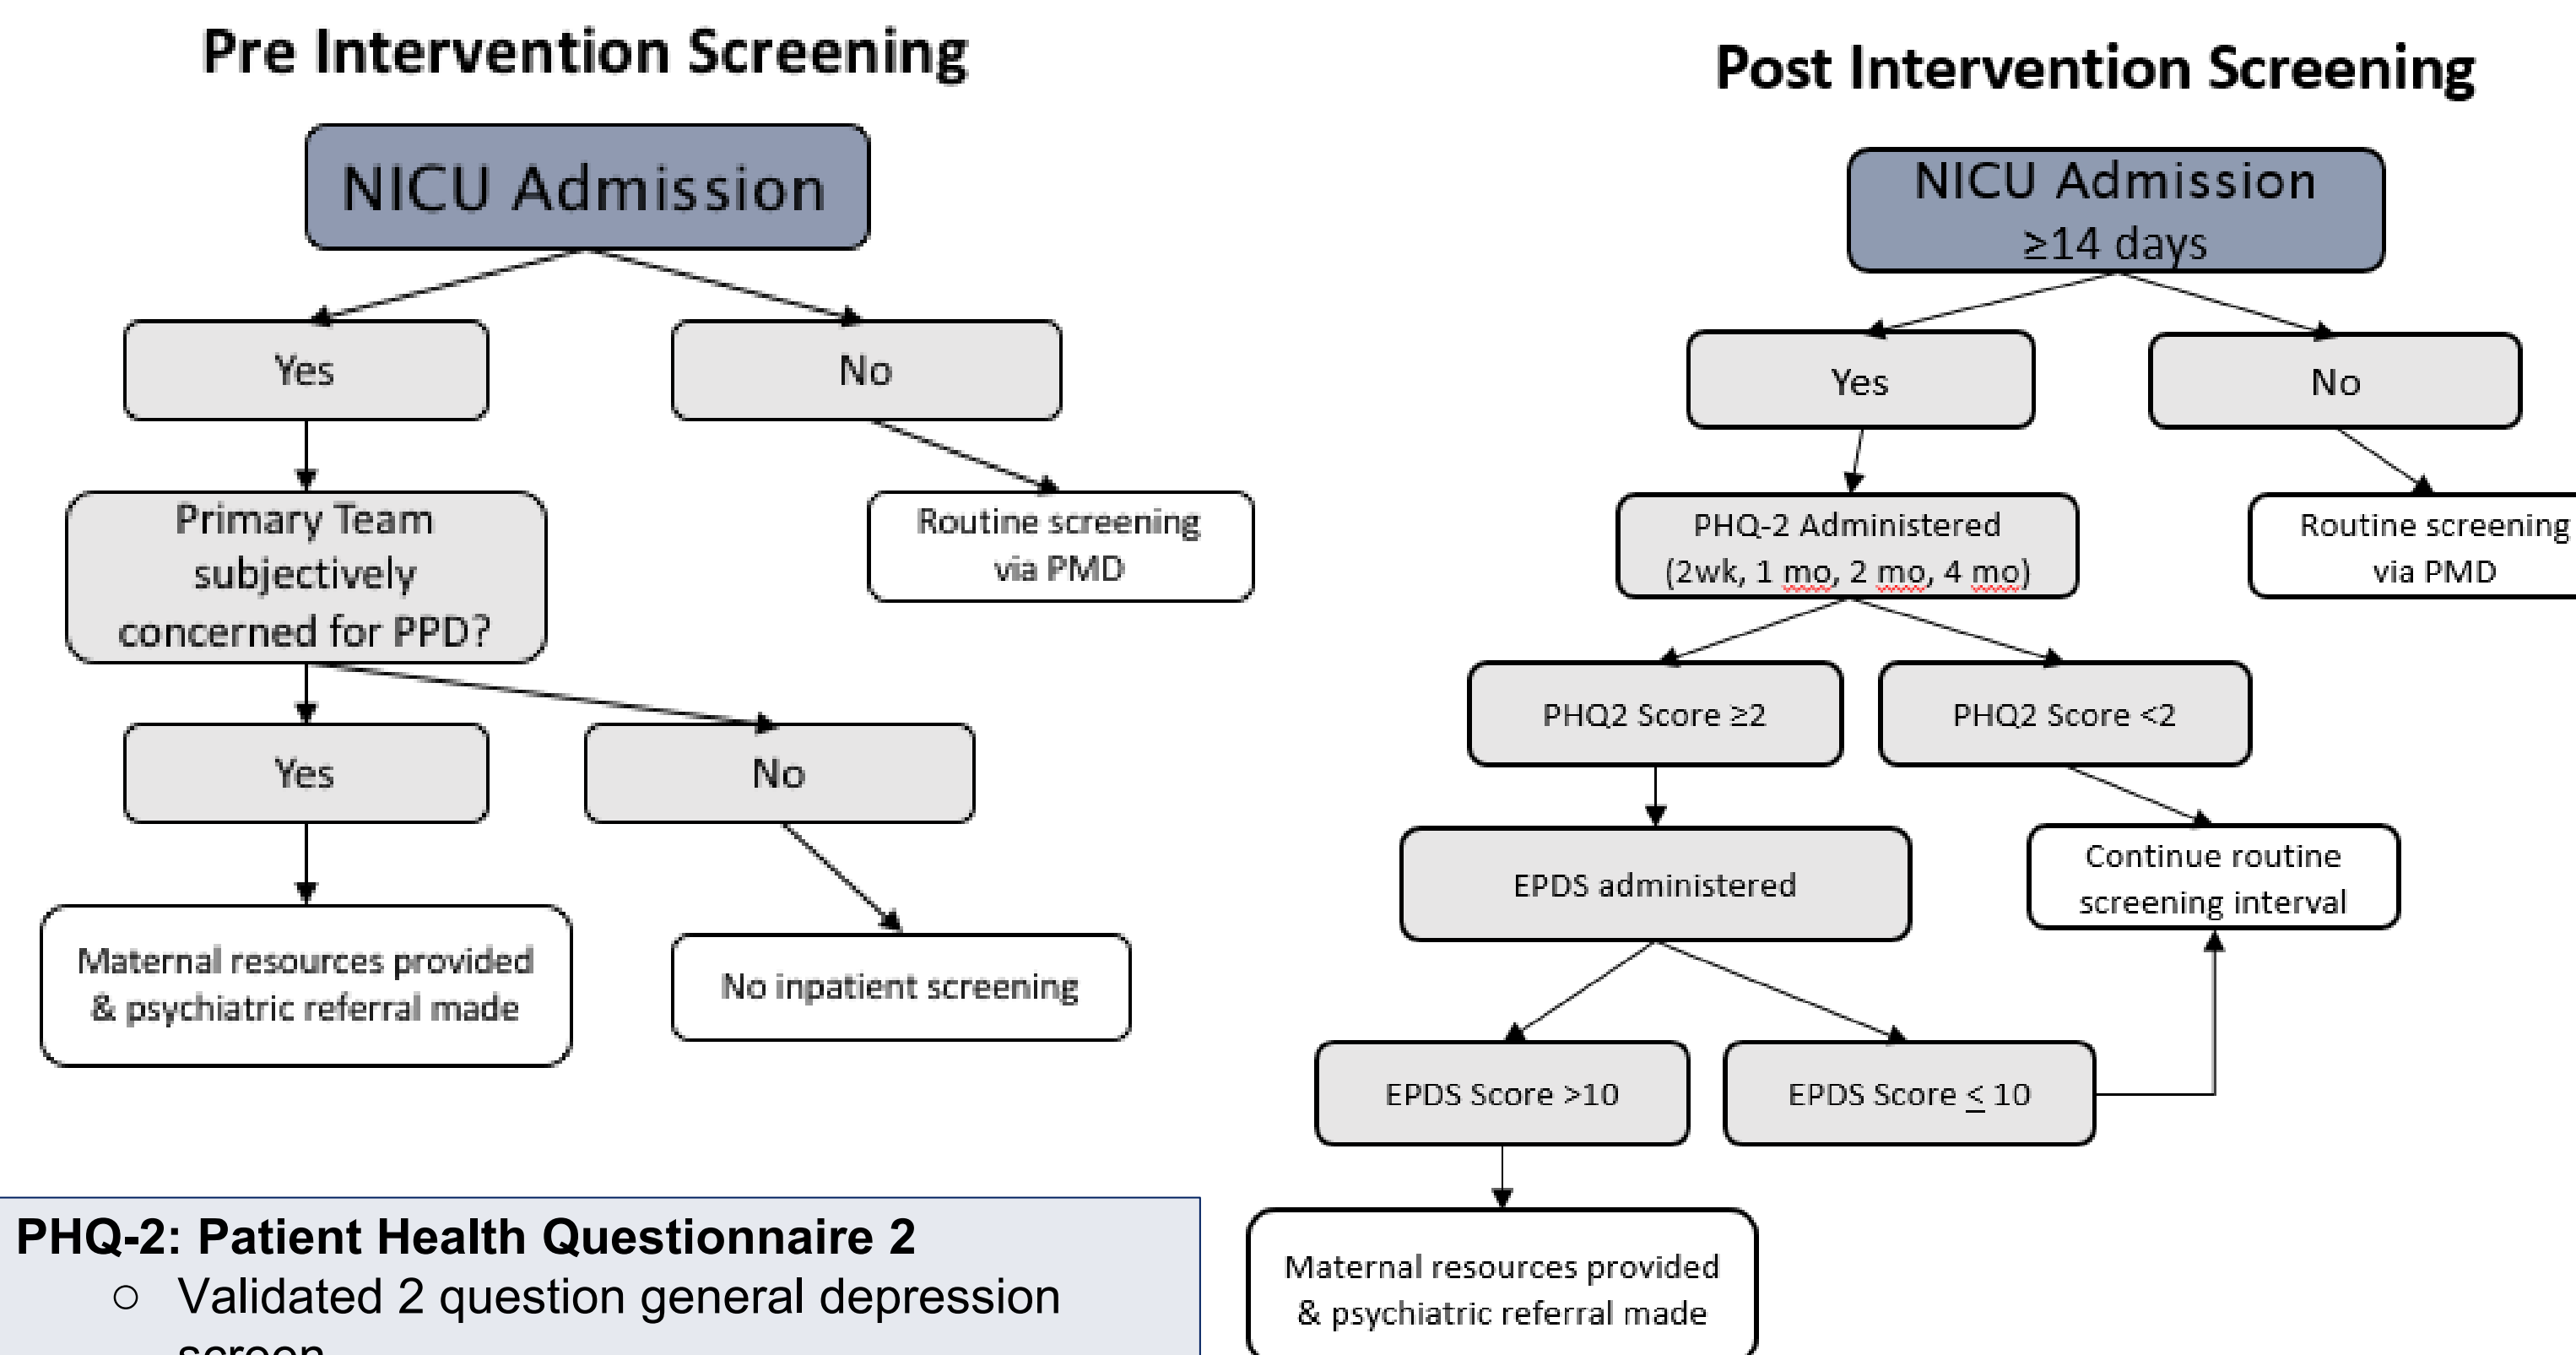 Pre Intervention Screening
NICU Admission
Yes
No
Primary Team
subjectively
concerned for PPD?
Routine screening
via PMD
Yes
No
Maternal resources provided
& psychiatric referral made
No inpatient screening
PHQ-2: Patient Health Questionnaire 2
○ Validated 2 question general depression
screen
Post Intervention Screening
NICU Admission
≥14 days
Yes
No
PHQ-2 Administered
(2wk, 1 mo, 2 mo, 4 mo)
Routine screening
via PMD
PHQ2 Score ≥2
PHQ2 Score <2
EPDS administered
Continue routine
screening interval
EPDS Score >10
EPDS Score ≤ 10
Maternal resources provided
& psychiatric referral made